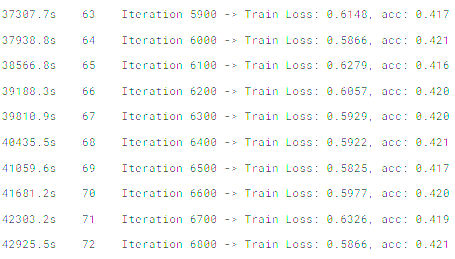 37307.7s 63 Iteration 5900 -> Train Loss: 0.6148, acc: 0.417
37938.8s 64 Iteration 6000 -> Train Loss: 0.5866, acc: 0.421
38566.8s 65 Iteration 6100 -> Train Loss: 0.6279, acc: 0.416
39188.3s 66 Iteration 6200 -> Train Loss: 0.6057, acc: 0.420
39810.9s 67 Iteration 6300 -> Train Loss: 0.5929, acc: 0.420
40435.5s 68 Iteration 6400 -> Train Loss: 0.5922, acc: 0.421
41059.6s 69 Iteration 6500 -> Train Loss: 0.5825, acc: 0.417
41681.2s 70 Iteration 6600 -> Train Loss: 0.5977, acc: 0.420
42303.2s 71 Iteration 6700 -> Train Loss: 0.6326, acc: 0.419
42925.5s 72 Iteration 6800 -> Train Loss: 0.5866, acc: 0.421